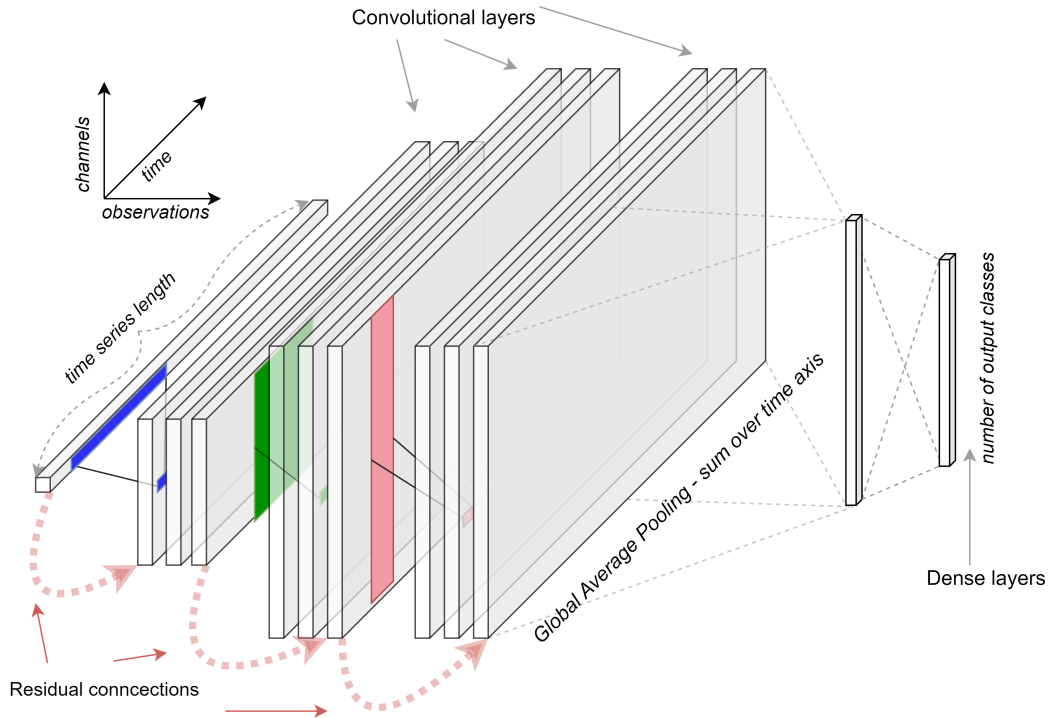 Convolutional layers
channels
time
observations
time series length
number of output classes
Global Average Pooling - sum over time axis
Dense layers
Residual conncections